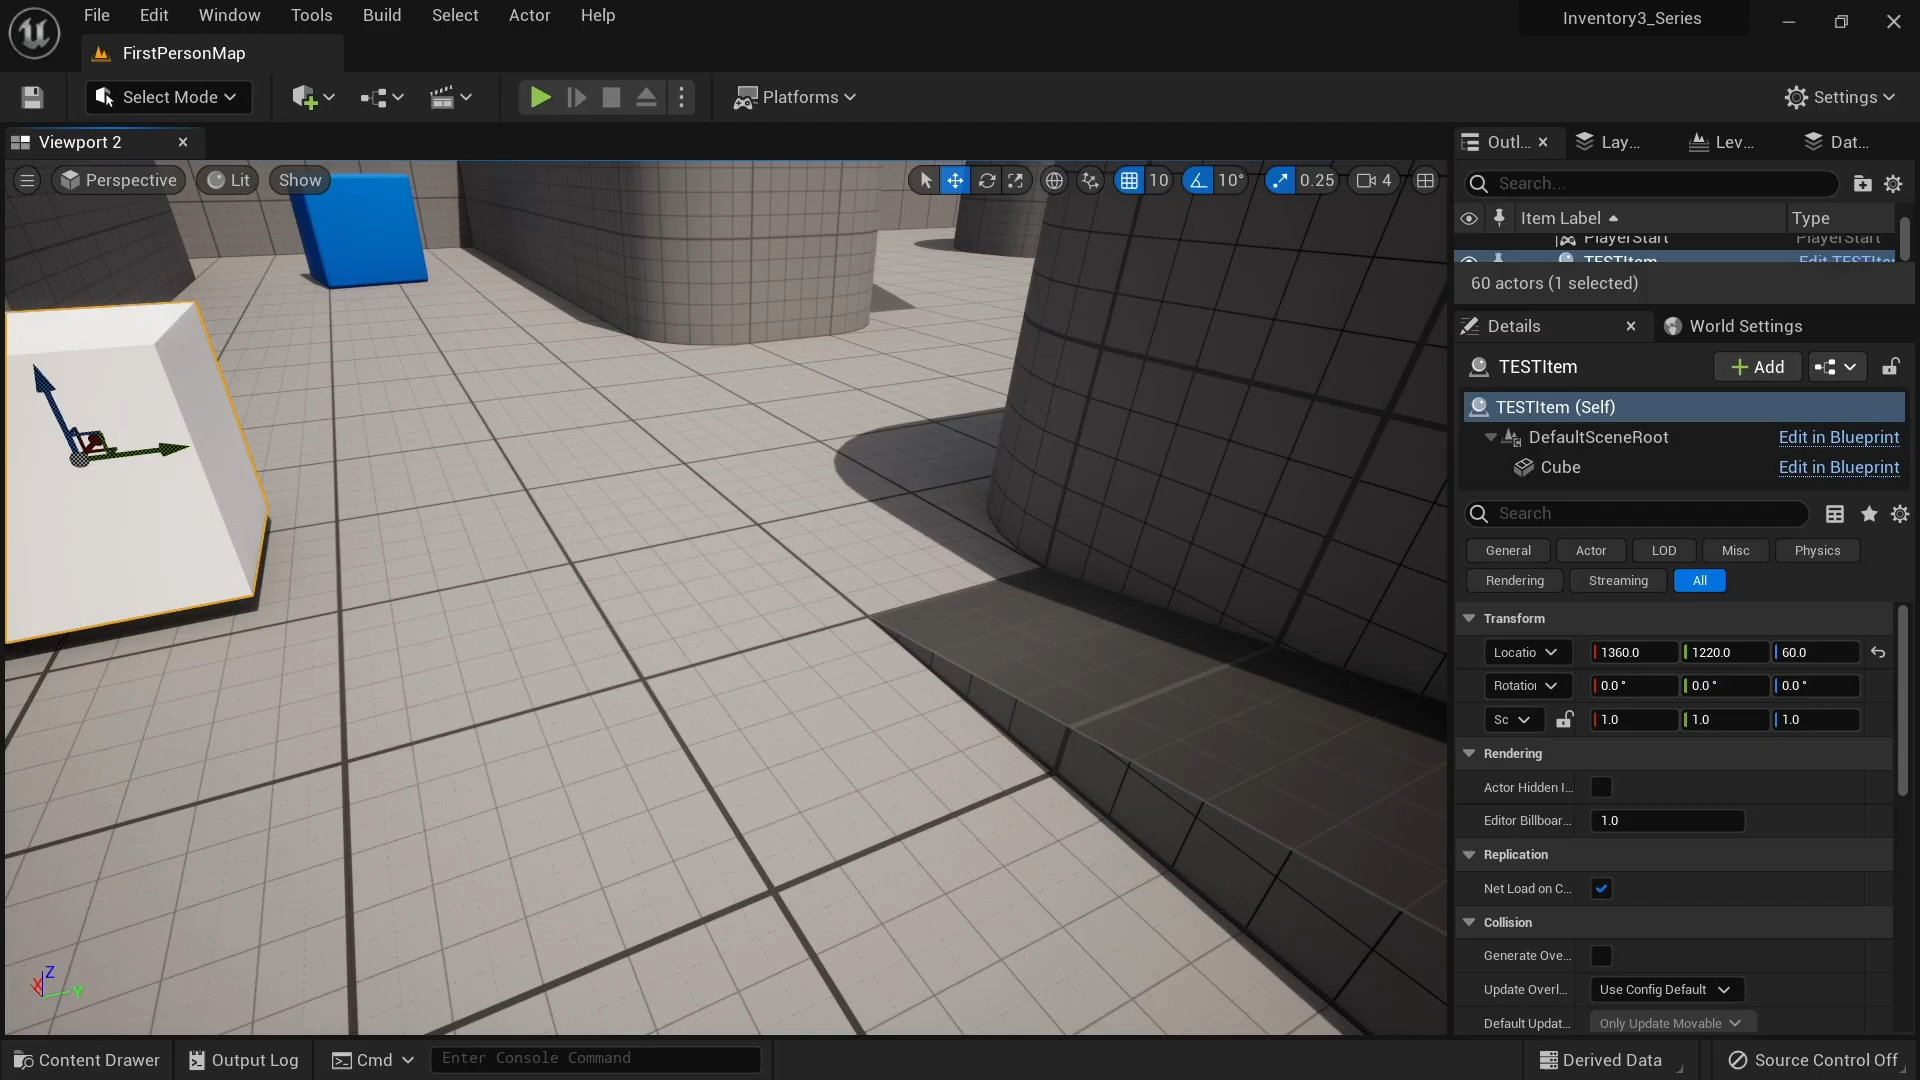 File Edit Window Tools Build Select Actor Help
Inventory3_Series
FirstPersonMap
Select Mode
Platforms
Settings
Viewport 2
Outl...
Lay...
Lev...
Dat...
Perspective
Lit
Show
10
10°
0.25
4
Search...
Item Label
Type
PlayerStart PlayerStart
TESTItem Edit TESTIter
60 actors (1 selected)
Details
World Settings
TESTItem
Add
TESTItem (Self)
DefaultSceneRoot Edit in Blueprint
Cube Edit in Blueprint
Search
General Actor LOD Misc Physics
Rendering Streaming All
Transform
Locatio 1360.0 1220.0 60.0
Rotatior 0.0 ° 0.0 ° 0.0 °
Sc 1.0 1.0 1.0
Rendering
Actor Hidden I...
Editor Billboar... 1.0
Replication
Net Load on C...
Collision
Generate Ove...
Update Overl... Use Config Default
Default Updat... Only Update Movable
Z
X
Y
Content Drawer
Output Log
Cmd
Enter Console Command
Derived Data
Source Control Off